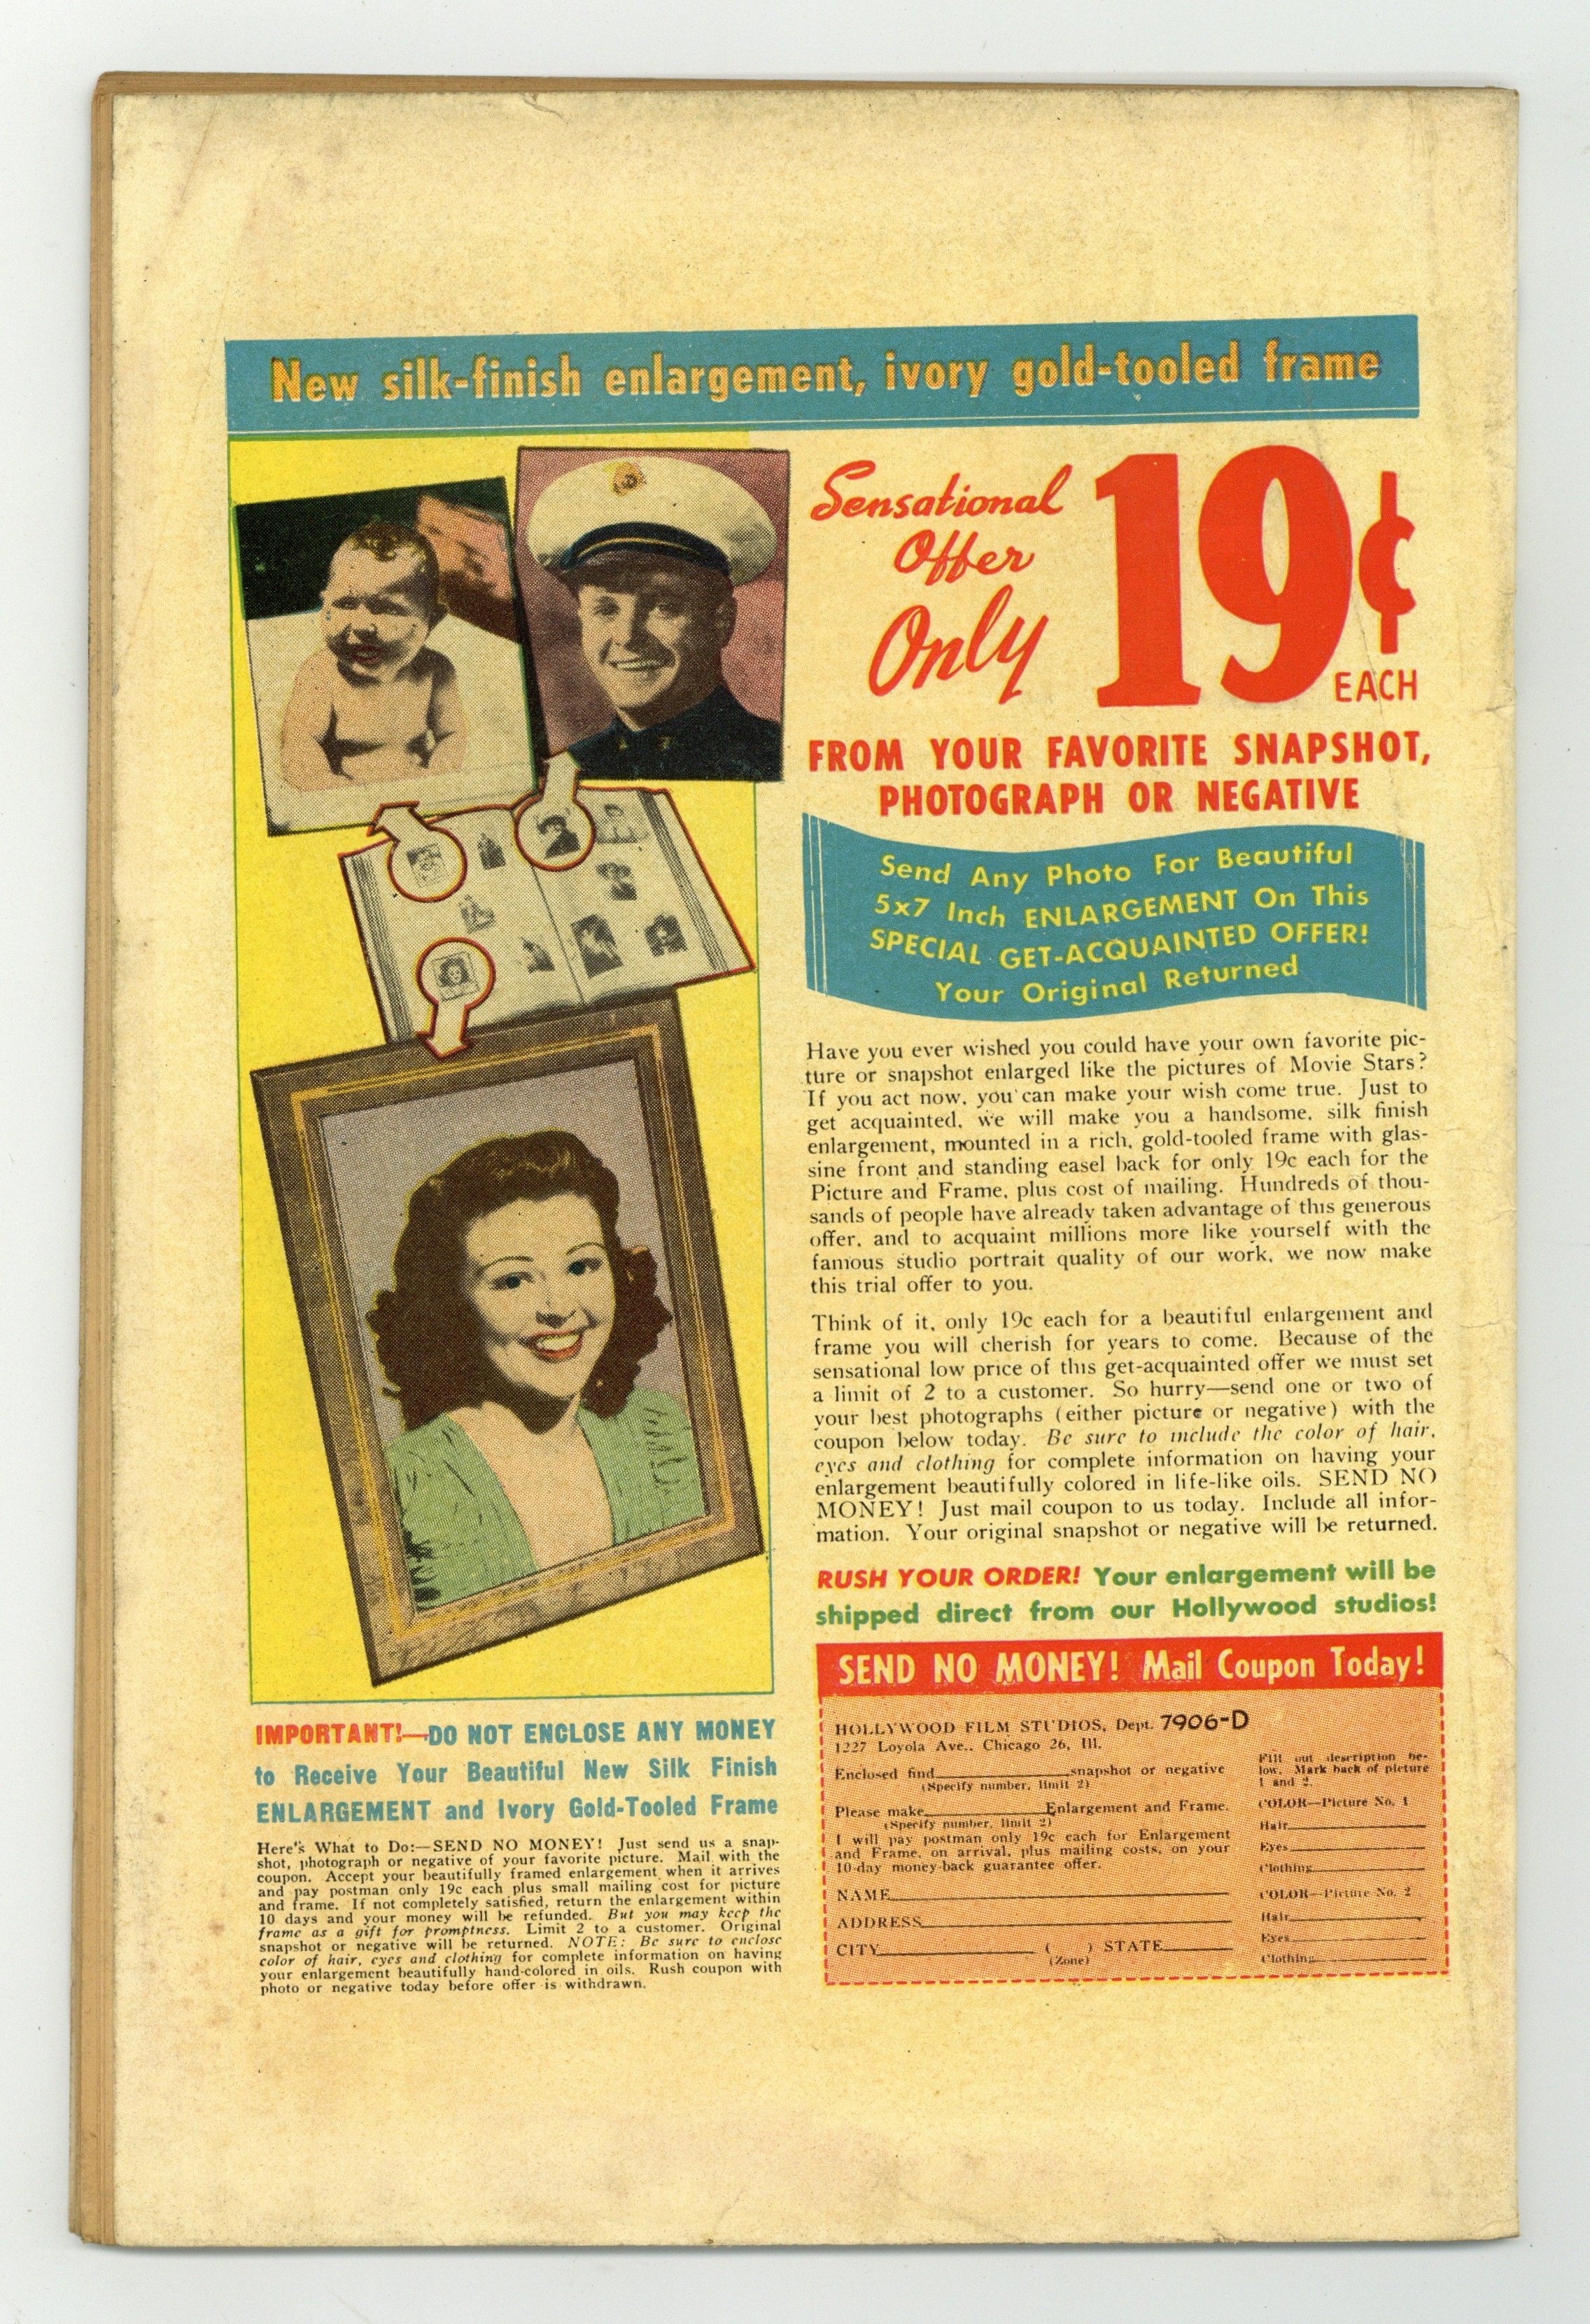 New silk-finish enlargement, ivory gold-tooled frame
Sensational
Offer
Only
19¢
EACH
FROM YOUR FAVORITE SNAPSHOT,
PHOTOGRAPH OR NEGATIVE
Send Any Photo For Beautiful
5x7 Inch ENLARGEMENT On This
SPECIAL GET-ACQUAINTED OFFER!
Your Original Returned
Have you ever wished you could have your own favorite pic-
ture or snapshot enlarged like the pictures of Movie Stars?
If you act now, you can make your wish come true. Just to
get acquainted, we will make you a handsome, silk finish
enlargement, mounted in a rich, gold-tooled frame with glas-
sine front and standing easel back for only 19c each for the
Picture and Frame, plus cost of mailing. Hundreds of thou-
sands of people have already taken advantage of this generous
offer, and to acquaint millions more like yourself with the
famous studio portrait quality of our work, we now make
this trial offer to you.
Think of it, only 19c each for a beautiful enlargement and
frame you will cherish for years to come. Because of the
sensational low price of this get-acquainted offer we must set
a limit of 2 to a customer. So hurry—send one or two of
your best photographs (either picture or negative) with the
coupon below today. Be sure to include the color of hair,
eyes and clothing for complete information on having your
enlargement beautifully colored in life-like oils. SEND NO
MONEY! Just mail coupon to us today. Include all infor-
mation. Your original snapshot or negative will be returned.
RUSH YOUR ORDER! Your enlargement will be
shipped direct from our Hollywood studios!
IMPORTANT!—DO NOT ENCLOSE ANY MONEY
to Receive Your Beautiful New Silk Finish
ENLARGEMENT and Ivory Gold-Tooled Frame
Here's What to Do:—SEND NO MONEY! Just send us a snap-
shot, photograph or negative of your favorite picture. Mail with the
coupon. Accept your beautifully framed enlargement when it arrives
and pay postman only 19c each plus small mailing cost for picture
and frame. If not completely satisfied, return the enlargement within
10 days and your money will be refunded. But you may keep the
frame as a gift for promptness. Limit 2 to a customer. Original
snapshot or negative will be returned. NOTE: Be sure to enclose
color of hair, eyes and clothing for complete information on having
your enlargement beautifully hand-colored in oils. Rush coupon with
photo or negative today before offer is withdrawn.
SEND NO MONEY! Mail Coupon Today!
HOLLYWOOD FILM STUDIOS, Dept. 7906-D
1227 Loyola Ave., Chicago 26, Ill.
Enclosed find snapshot or negative
(Specify number, limit 2)
Please make Enlargement and Frame.
(Specify number, limit 2)
I will pay postman only 19c each for Enlargement
and Frame, on arrival, plus mailing costs, on your
10-day money-back guarantee offer.
NAME
ADDRESS
CITY ( ) STATE
(Zone)
Fill out description be-
low. Mark back of picture
1 and 2.
COLOR—Picture No. 1
Hair
Eyes
Clothing
COLOR—Picture No. 2
Hair
Eyes
Clothing